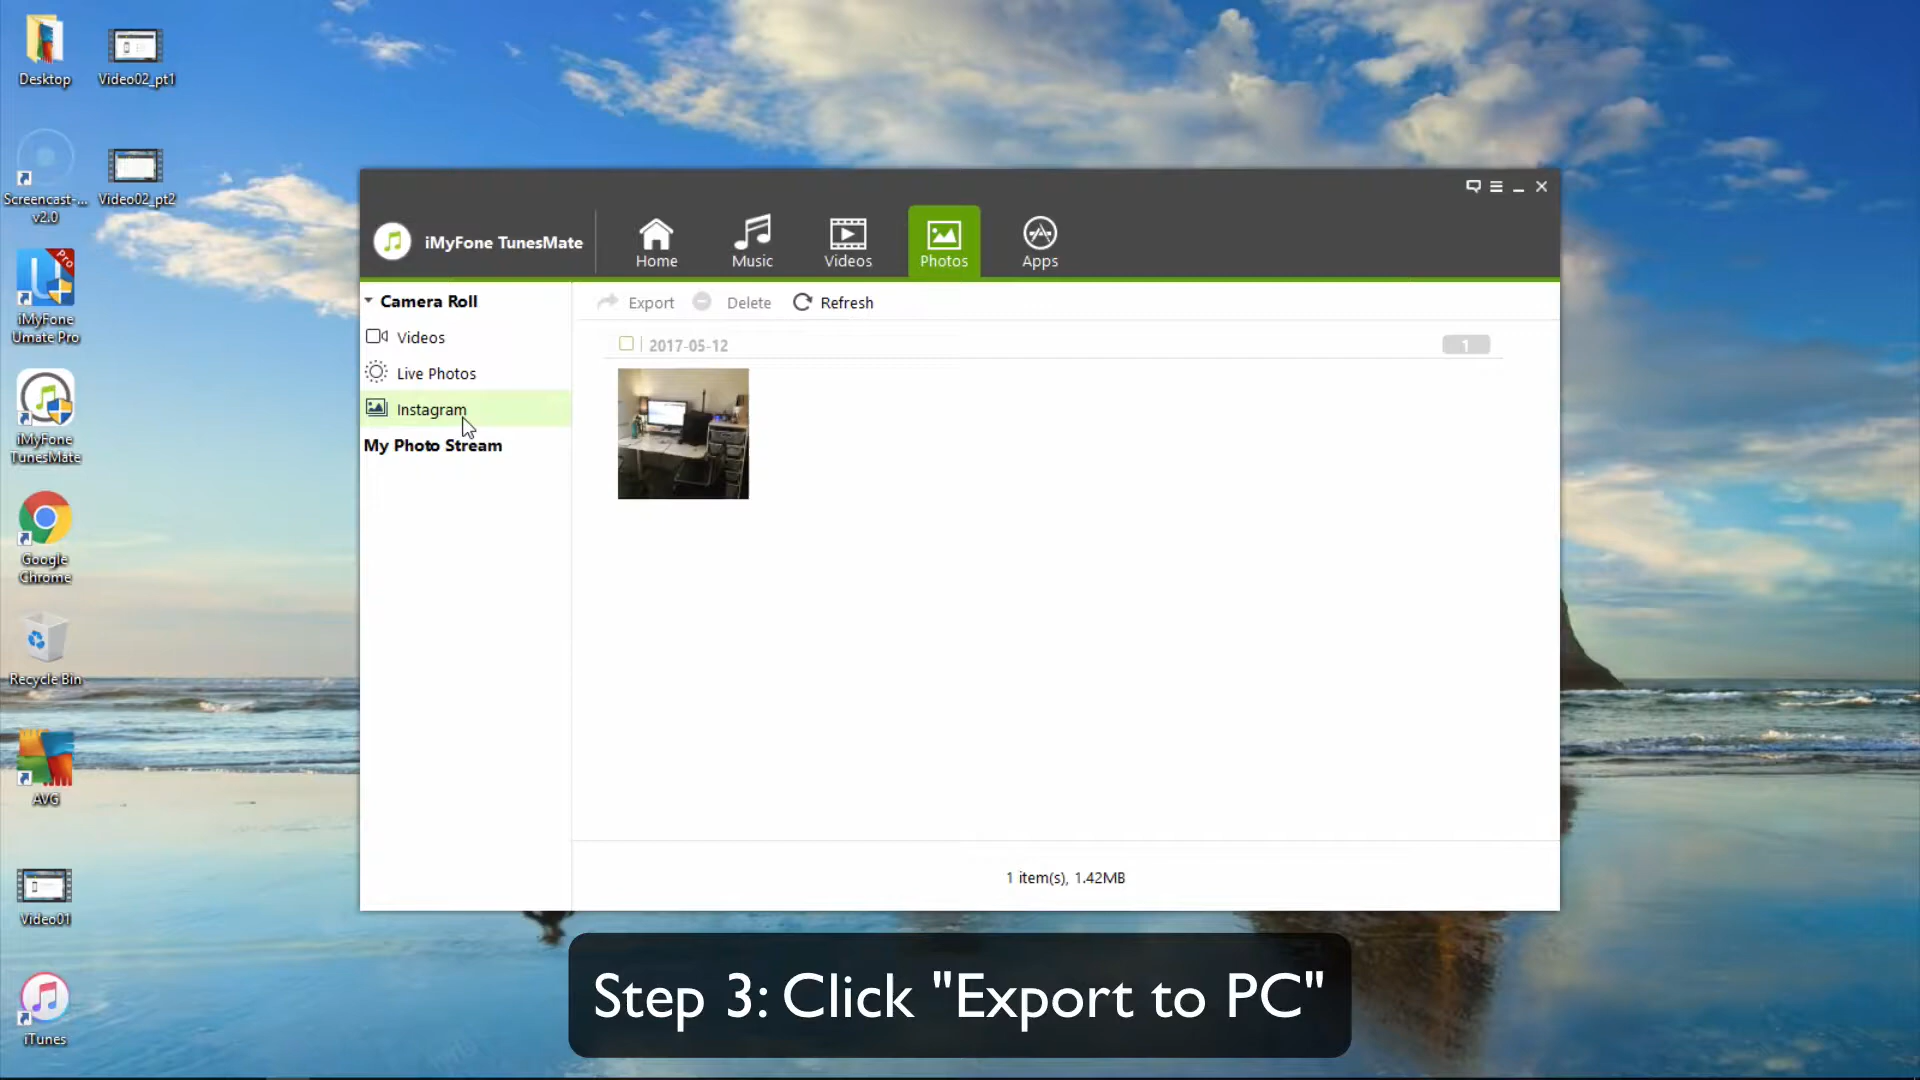 Desktop
Video02_pt1
Screencast-...
v2.0
Video02_pt2
Pro
iMyFone
Umate Pro
iMyFone
TunesMate
Google
Chrome
Recycle Bin
AVG
Video01
iTunes
iMyFone TunesMate
Home
Music
Videos
Photos
Apps
Camera Roll
Videos
Live Photos
Instagram
My Photo Stream
Export
Delete
Refresh
2017-05-12
1
1 item(s), 1.42MB
Step 3: Click "Export to PC"